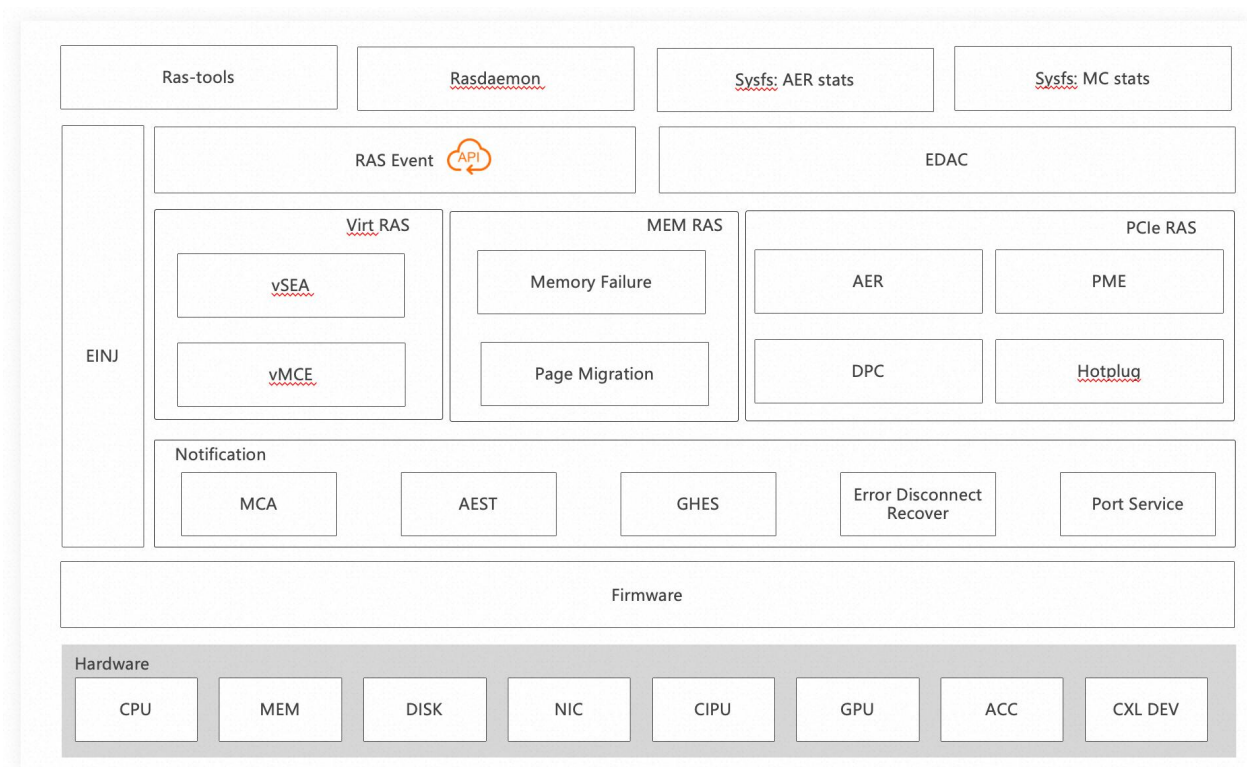 Ras-tools
Rasdaemon
Sysfs: AER stats
Sysfs: MC stats
EINJ
RAS Event
API
EDAC
Virt RAS
vSEA
vMCE
MEM RAS
Memory Failure
Page Migration
PCIe RAS
AER
PME
DPC
Hotplug
Notification
MCA
AEST
GHES
Error Disconnect
Recover
Port Service
Firmware
Hardware
CPU
MEM
DISK
NIC
CIPU
GPU
ACC
CXL DEV